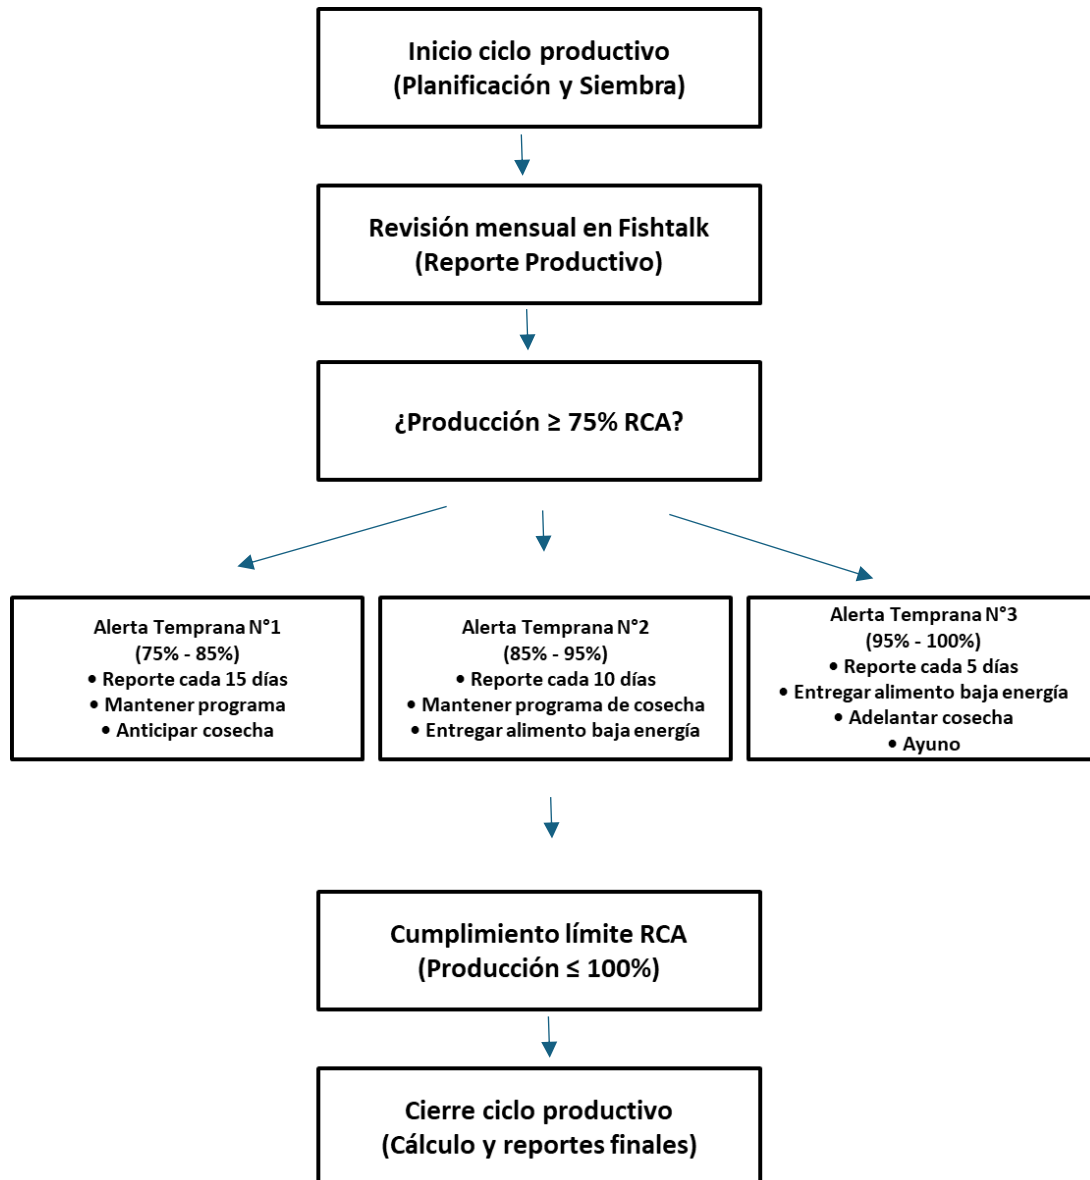 Inicio ciclo productivo
(Planificación y Siembra)
Revisión mensual en Fishtalk
(Reporte Productivo)
¿Producción ≥ 75% RCA?
Alerta Temprana N°1
(75% - 85%)
• Reporte cada 15 días
• Mantener programa
• Anticipar cosecha
Alerta Temprana N°2
(85% - 95%)
• Reporte cada 10 días
• Mantener programa de cosecha
• Entregar alimento baja energía
Alerta Temprana N°3
(95% - 100%)
• Reporte cada 5 días
• Entregar alimento baja energía
• Adelantar cosecha
• Ayuno
Cumplimiento límite RCA
(Producción ≤ 100%)
Cierre ciclo productivo
(Cálculo y reportes finales)